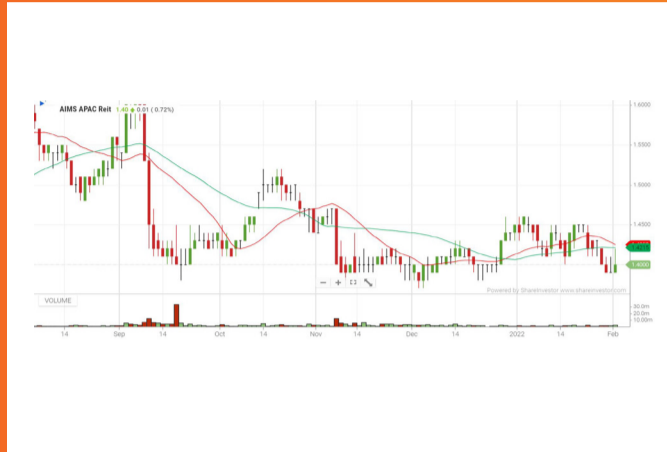 AIMS APAC Reit 1.40 0.01 ( 0.72%)
1.6000
1.5500
1.5000
1.4500
1.4000
Powered by ShareInvestor www.shareinvestor.com
VOLUME
30.0m
20.0m
10.00m
14 Sep 14 Oct 14 Nov 14 Dec 14 2022 14 Feb